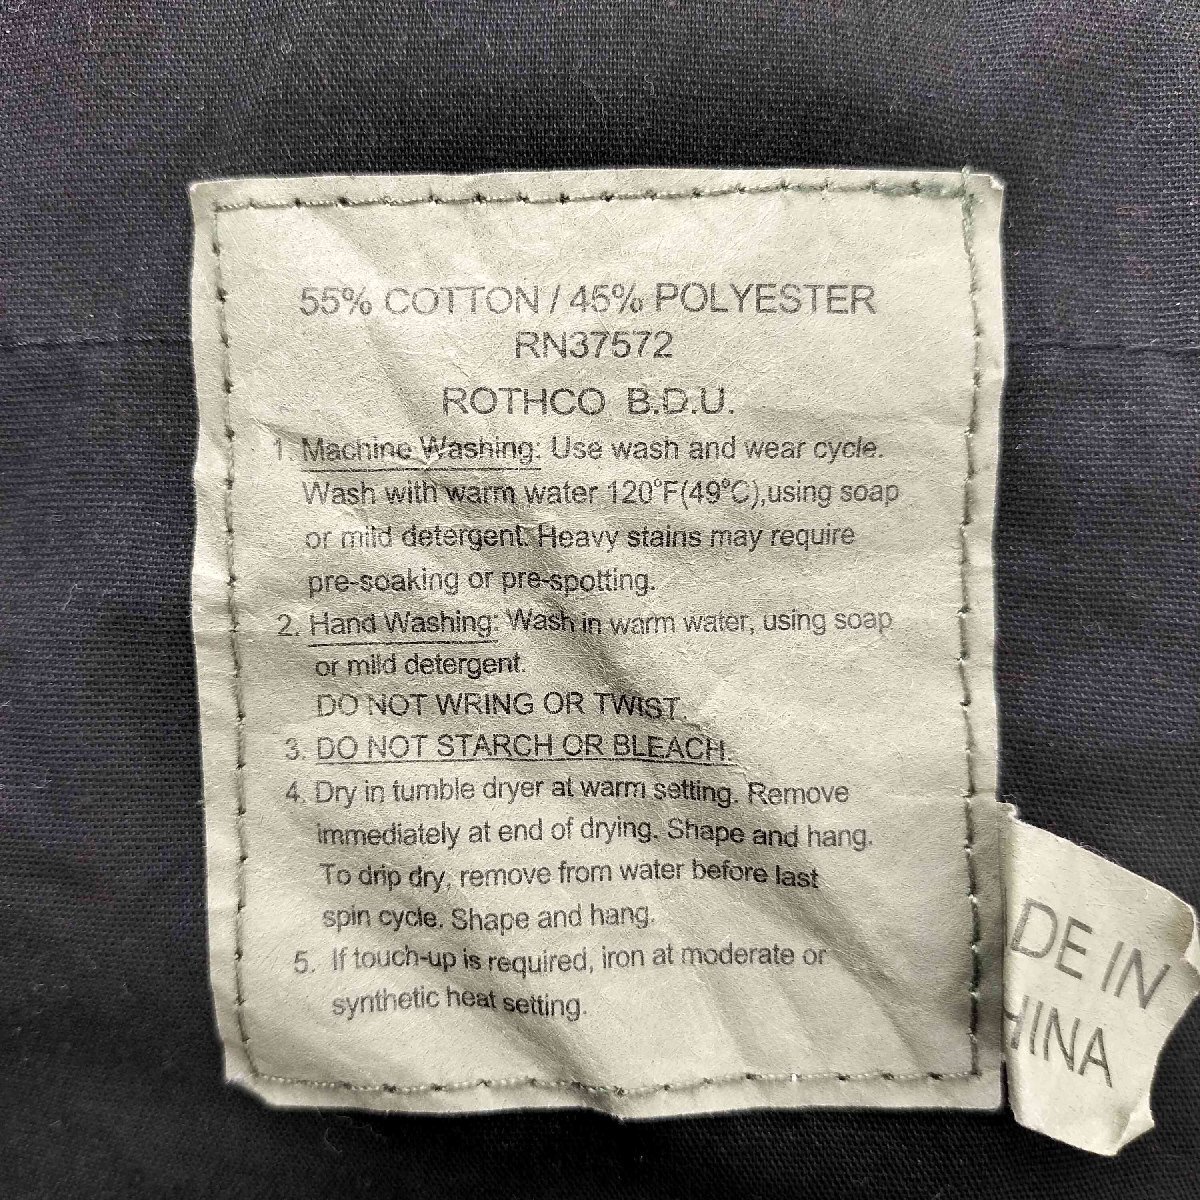 55% COTTON / 45% POLYESTER
RN37572
ROTHCO B.D.U.
1. Machine Washing: Use wash and wear cycle.
Wash with warm water 120°F(49°C),using soap
or mild detergent. Heavy stains may require
pre-soaking or pre-spotting.
2. Hand Washing: Wash in warm water, using soap
or mild detergent.
DO NOT WRING OR TWIST.
3. DO NOT STARCH OR BLEACH.
4. Dry in tumble dryer at warm setting. Remove
immediately at end of drying. Shape and hang.
To drip dry, remove from water before last
spin cycle. Shape and hang.
5. If touch-up is required, iron at moderate or
synthetic heat setting.
DE IN
HINA